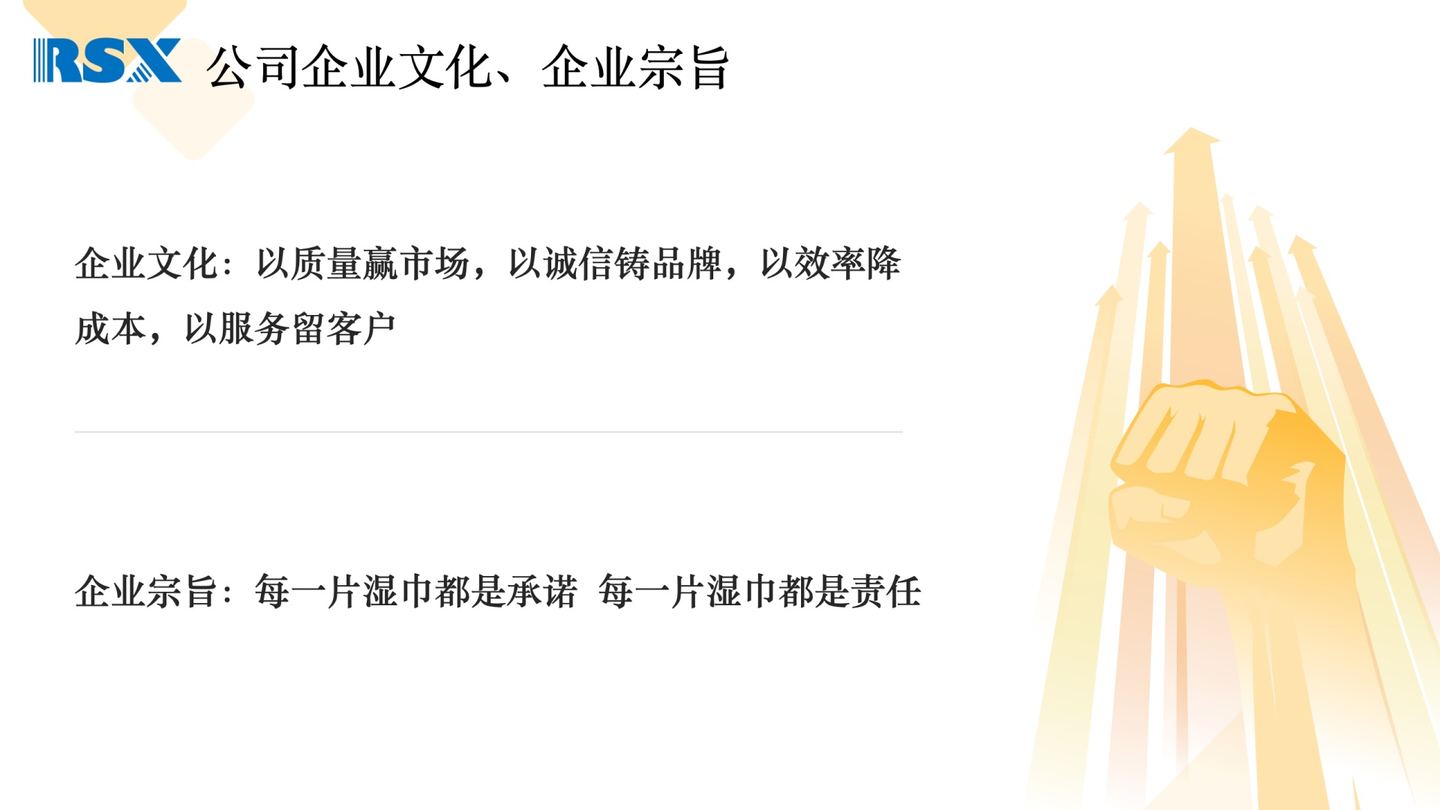 RSX 公司企业文化、企业宗旨
企业文化：以质量赢市场，以诚信铸品牌，以效率降
成本，以服务留客户
企业宗旨：每一片湿巾都是承诺 每一片湿巾都是责任